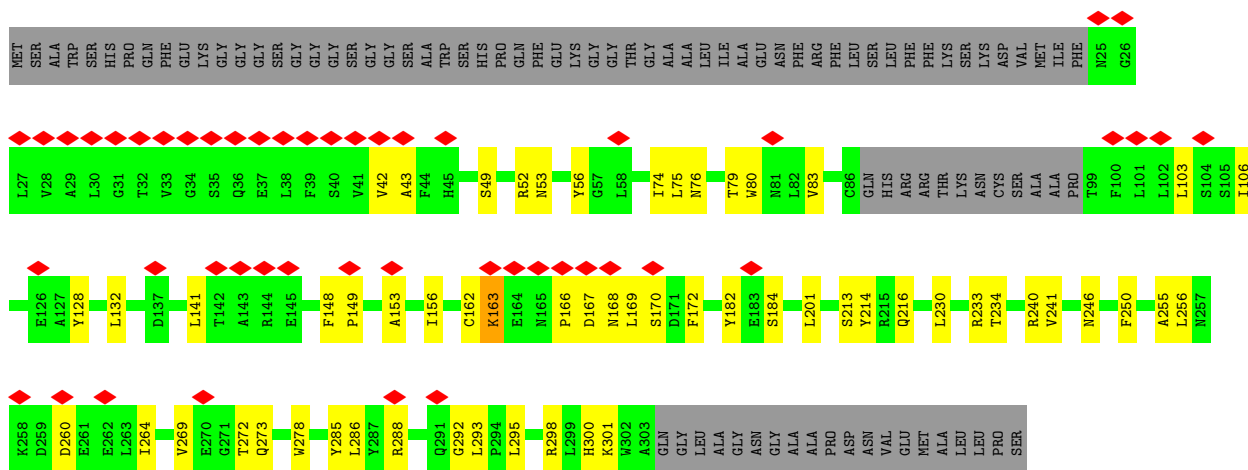 MET SER ALA TRP SER HIS PRO GLN PHE GLU LYS GLY GLY GLY SER GLY GLY GLY SER GLY GLY SER ALA TRP SER HIS PRO GLN PHE GLU LYS GLY GLY THR GLY ALA ALA LEU ILE ALA GLU ASN PHE ARG PHE LEU SER LEU PHE PHE LYS SER LYS ASP VAL MET ILE PHE N25 G26
L27 V28 A29 L30 G31 T32 V33 G34 S35 Q36 E37 L38 F39 S40 V41 V42 A43 F44 H45 S49 R52 N53 Y56 G57 L58 I74 L75 N76 T79 W80 N81 L82 V83 C86 GLN HIS ARG ARG THR LYS ASN CYS SER ALA ALA PRO T99 F100 L101 L102 L103 S104 S105 I106
E126 A127 Y128 L132 D137 L141 T142 A143 R144 E145 F148 P149 A153 I156 C162 K163 E164 N165 P166 D167 N168 L169 S170 D171 F172 Y182 E183 S184 L201 S213 Y214 R215 Q216 L230 R233 T234 R240 V241 N246 F250 A255 L256 N257
K258 D259 D260 E261 E262 L263 I264 V269 E270 G271 T272 Q273 W278 Y285 L286 Y287 R288 Q291 G292 L293 P294 L295 R298 L299 H300 K301 W302 A303 GLN GLY LEU ALA GLY ASN GLY ALA ALA PRO ASP ASN VAL GLU MET ALA LEU LEU PRO SER